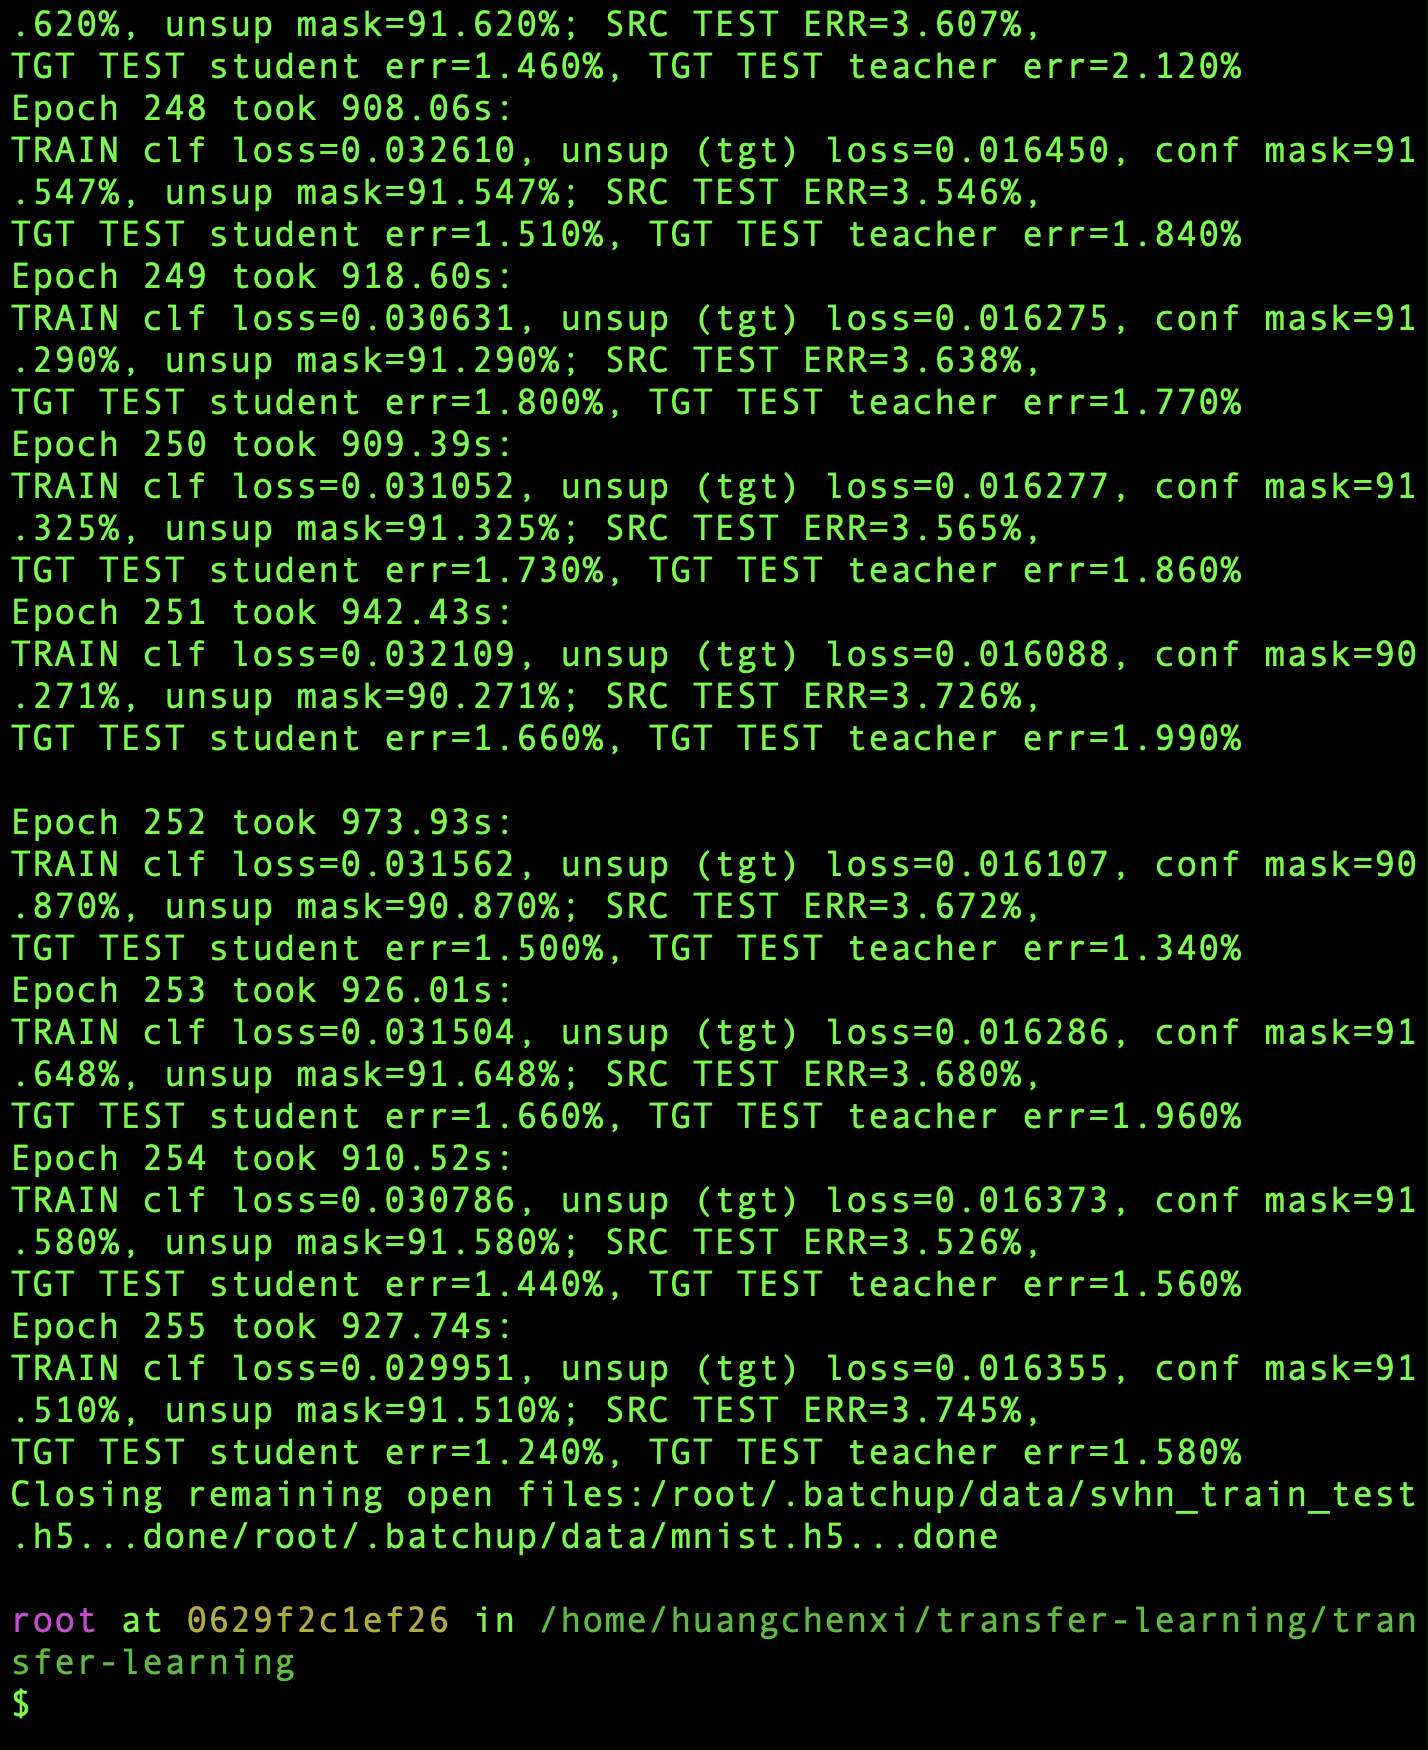 .620%, unsup mask=91.620%; SRC TEST ERR=3.607%,
TGT TEST student err=1.460%, TGT TEST teacher err=2.120%
Epoch 248 took 908.06s:
TRAIN clf loss=0.032610, unsup (tgt) loss=0.016450, conf mask=91
.547%, unsup mask=91.547%; SRC TEST ERR=3.546%,
TGT TEST student err=1.510%, TGT TEST teacher err=1.840%
Epoch 249 took 918.60s:
TRAIN clf loss=0.030631, unsup (tgt) loss=0.016275, conf mask=91
.290%, unsup mask=91.290%; SRC TEST ERR=3.638%,
TGT TEST student err=1.800%, TGT TEST teacher err=1.770%
Epoch 250 took 909.39s:
TRAIN clf loss=0.031052, unsup (tgt) loss=0.016277, conf mask=91
.325%, unsup mask=91.325%; SRC TEST ERR=3.565%,
TGT TEST student err=1.730%, TGT TEST teacher err=1.860%
Epoch 251 took 942.43s:
TRAIN clf loss=0.032109, unsup (tgt) loss=0.016088, conf mask=90
.271%, unsup mask=90.271%; SRC TEST ERR=3.726%,
TGT TEST student err=1.660%, TGT TEST teacher err=1.990%
Epoch 252 took 973.93s:
TRAIN clf loss=0.031562, unsup (tgt) loss=0.016107, conf mask=90
.870%, unsup mask=90.870%; SRC TEST ERR=3.672%,
TGT TEST student err=1.500%, TGT TEST teacher err=1.340%
Epoch 253 took 926.01s:
TRAIN clf loss=0.031504, unsup (tgt) loss=0.016286, conf mask=91
.648%, unsup mask=91.648%; SRC TEST ERR=3.680%,
TGT TEST student err=1.660%, TGT TEST teacher err=1.960%
Epoch 254 took 910.52s:
TRAIN clf loss=0.030786, unsup (tgt) loss=0.016373, conf mask=91
.580%, unsup mask=91.580%; SRC TEST ERR=3.526%,
TGT TEST student err=1.440%, TGT TEST teacher err=1.560%
Epoch 255 took 927.74s:
TRAIN clf loss=0.029951, unsup (tgt) loss=0.016355, conf mask=91
.510%, unsup mask=91.510%; SRC TEST ERR=3.745%,
TGT TEST student err=1.240%, TGT TEST teacher err=1.580%
Closing remaining open files:/root/.batchup/data/svhn_train_test
.h5...done/root/.batchup/data/mnist.h5...done
root at 0629f2c1ef26 in /home/huangchenxi/transfer-learning/tran
sfer-learning
$